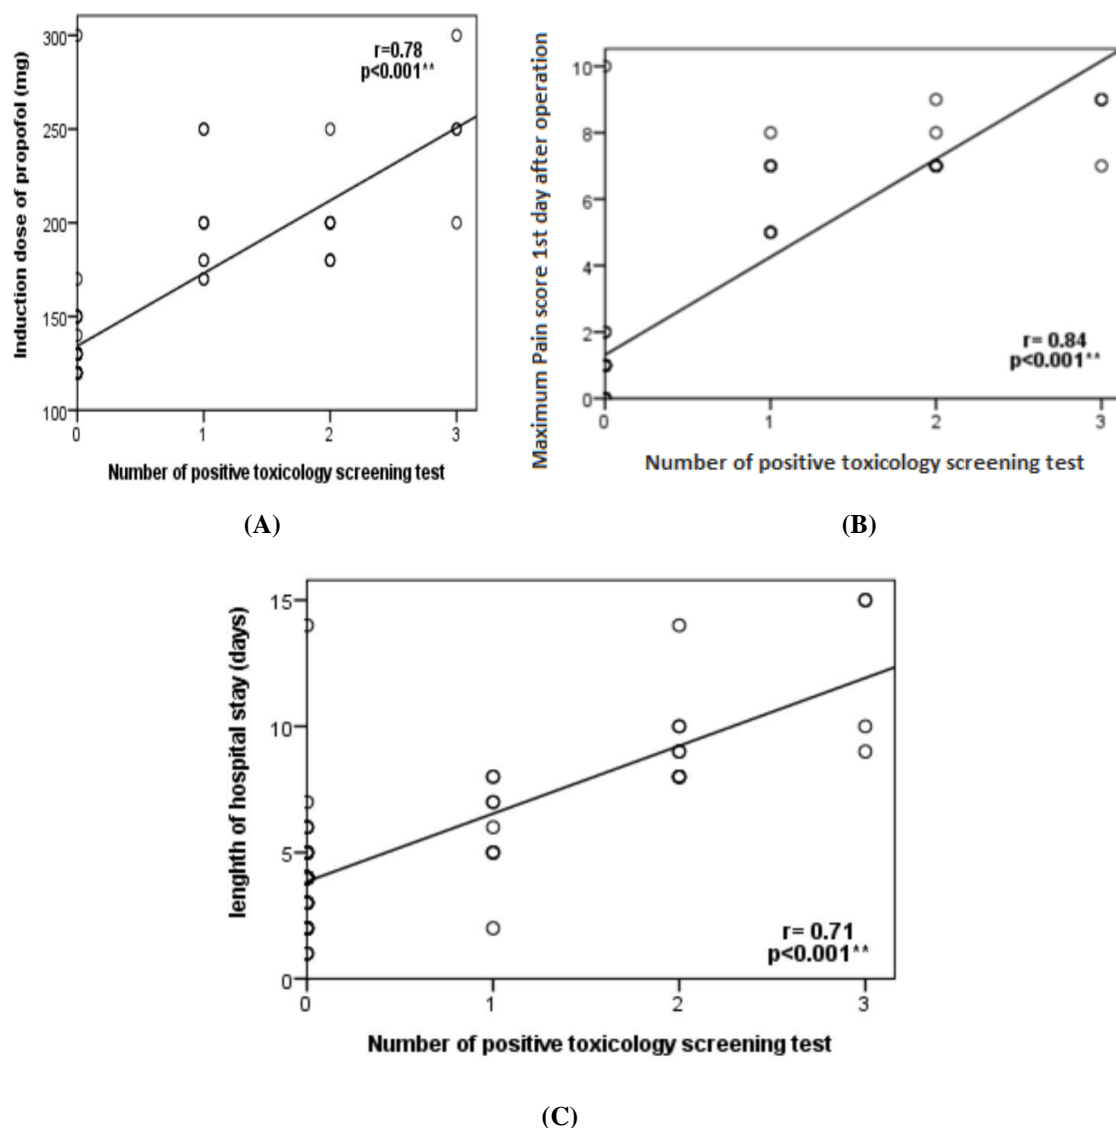 Induction dose of propofol (mg)
300
250
200
150
100
r=0.78
p<0.001**
0 1 2 3
Number of positive toxicology screening test
(A)
Maximum Pain score 1st day after operation
10
8
6
4
2
0
r= 0.84
p<0.001**
0 1 2 3
Number of positive toxicology screening test
(B)
lenghth of hospital stay (days)
15
10
5
0
r= 0.71
p<0.001**
0 1 2 3
Number of positive toxicology screening test
(C)